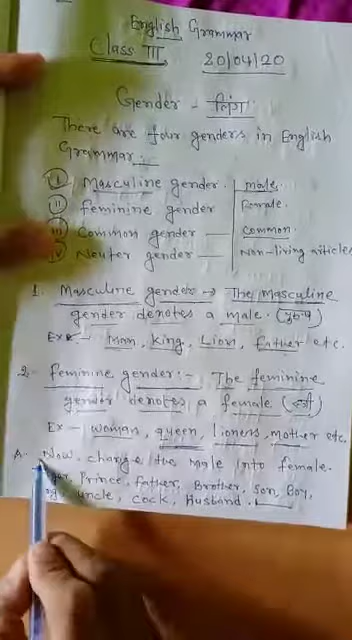 English Grammar
Class III 20/04/20
Gender - लिंग
There are four genders in English
Grammar:-
(i) Masculine gender - male.
(ii) Feminine gender female.
(iii) Common gender - common.
(iv) Neuter gender - Non-living articles
1. Masculine gender → The masculine
gender denotes a male. (पुरुष)
Ex - Man, King, Lion, Father etc.
2. Feminine gender:- The feminine
gender denotes a female (स्त्री)
Ex - woman, queen, lioness, mother etc.
A. Now, change the male into female.
Prince, father, Brother, son, Boy,
uncle, cock, Husband.